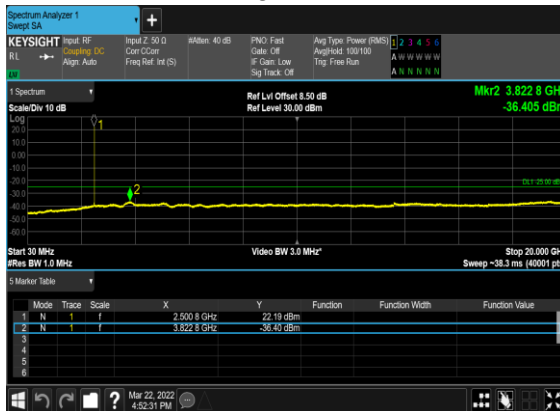 Spectrum Analyzer 1
Swept SA
+
KEYSIGHT Input: RF Input Z: 50 Ω #Atten: 40 dB PNO: Fast Avg Type: Power (RMS) 1 2 3 4 5 6
RL Coupling: DC Corr CCorr Gate: Off Avg|Hold: 100/100 A W W W W W
Align: Auto Freq Ref: Int (S) IF Gain: Low Trig: Free Run
Sig Track: Off A N N N N N
1 Spectrum Ref Lvl Offset 8.50 dB Mkr2 3.822 8 GH
Scale/Div 10 dB Ref Level 30.00 dBm -36.405 dBm
Log
20.0
10.0
0.00
-10.0
-20.0
-30.0
-40.0
-50.0
-60.0
1
2
Start 30 MHz Video BW 3.0 MHz* Stop 20.000 GH
#Res BW 1.0 MHz Sweep ~38.3 ms (40001 pts
5 Marker Table
Mode Trace Scale X Y Function Function Width Function Value
1 N 1 f 2.500 8 GHz 22.19 dBm
2 N 1 f 3.822 8 GHz -36.40 dBm
3
4
5
6
? Mar 22, 2022
4:52:31 PM